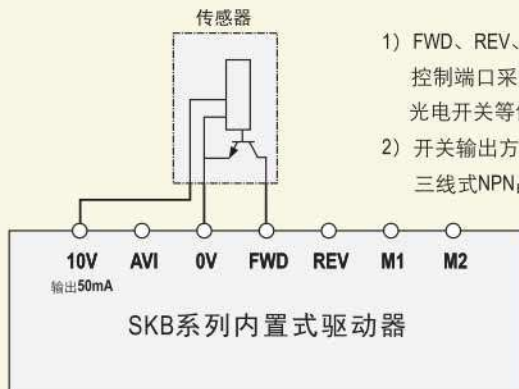 传感器
1）FWD、REV、
控制端口采
光电开关等
2）开关输出方
三线式NPN
10V AVI 0V FWD REV M1 M2
输出50mA
SKB系列内置式驱动器